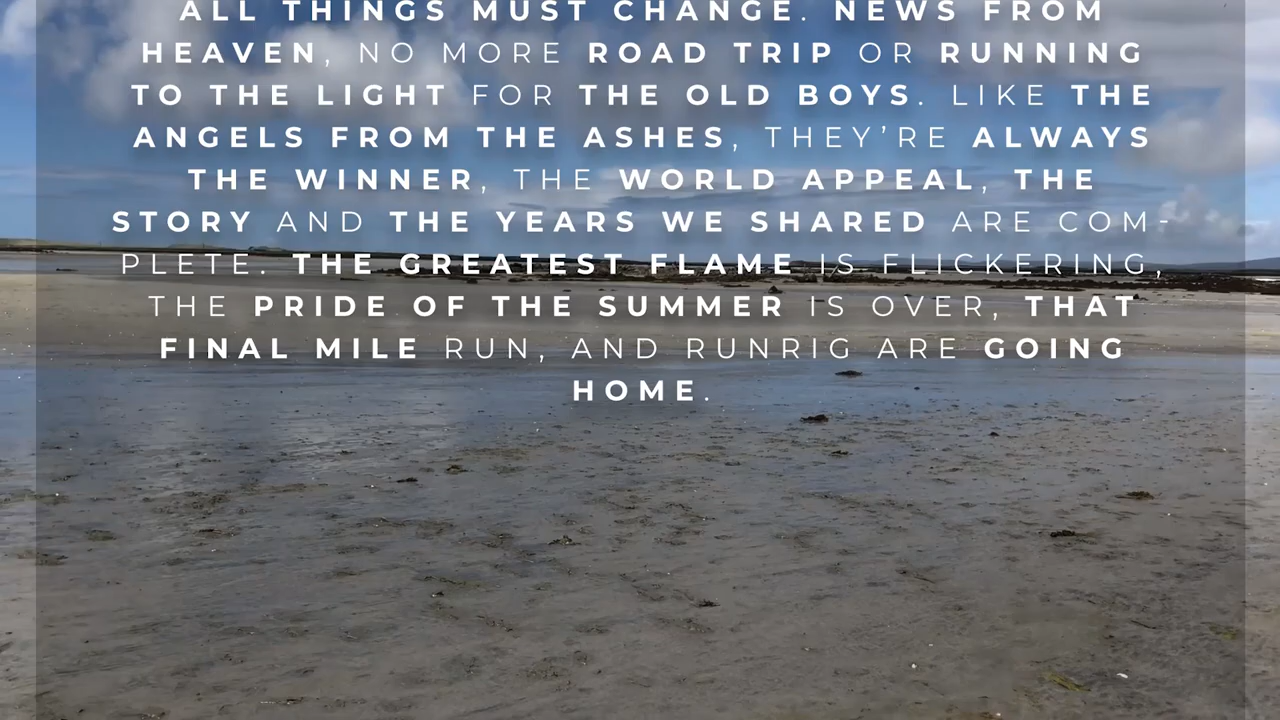 ALL THINGS MUST CHANGE. NEWS FROM
HEAVEN, NO MORE ROAD TRIP OR RUNNING
TO THE LIGHT FOR THE OLD BOYS. LIKE THE
ANGELS FROM THE ASHES, THEY’RE ALWAYS
THE WINNER, THE WORLD APPEAL, THE
STORY AND THE YEARS WE SHARED ARE COM-
PLETE. THE GREATEST FLAME IS FLICKERING,
THE PRIDE OF THE SUMMER IS OVER, THAT
FINAL MILE RUN, AND RUNRIG ARE GOING
HOME.